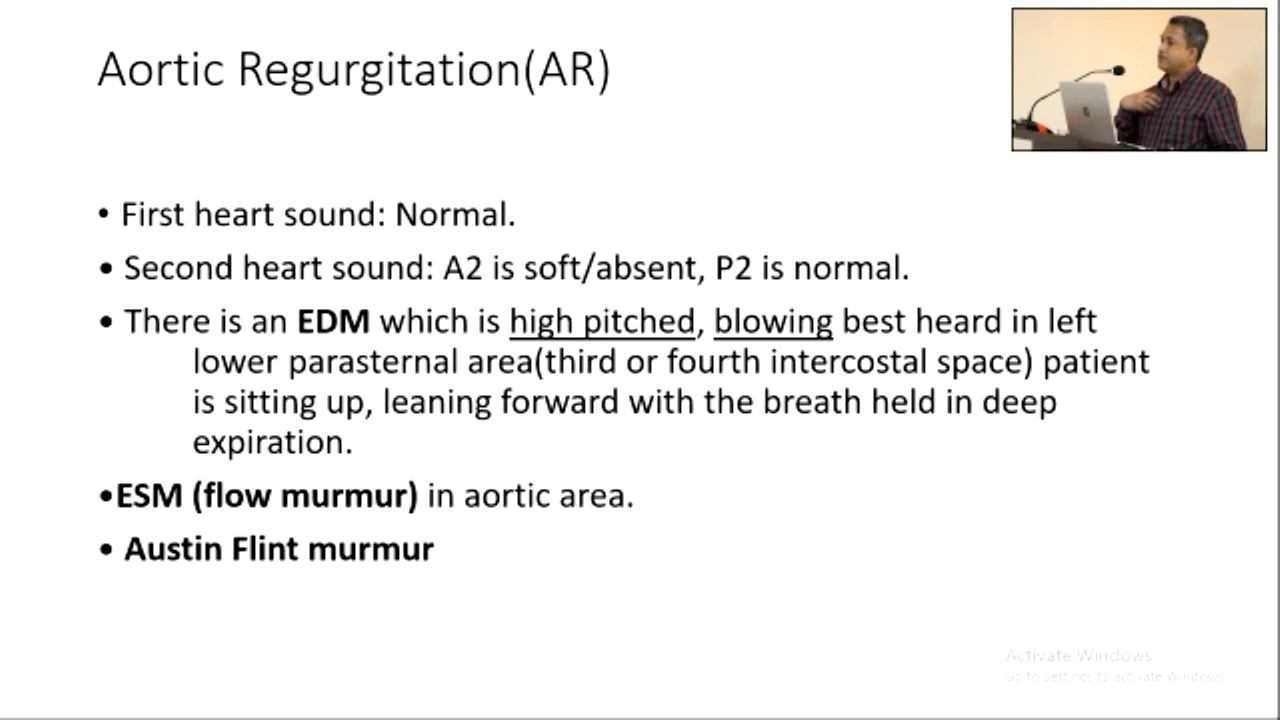 Aortic Regurgitation(AR)
• First heart sound: Normal.
• Second heart sound: A2 is soft/absent, P2 is normal.
• There is an EDM which is high pitched, blowing best heard in left
lower parasternal area(third or fourth intercostal space) patient
is sitting up, leaning forward with the breath held in deep
expiration.
•ESM (flow murmur) in aortic area.
• Austin Flint murmur
Activate Windows
Go to Settings to activate Windows.